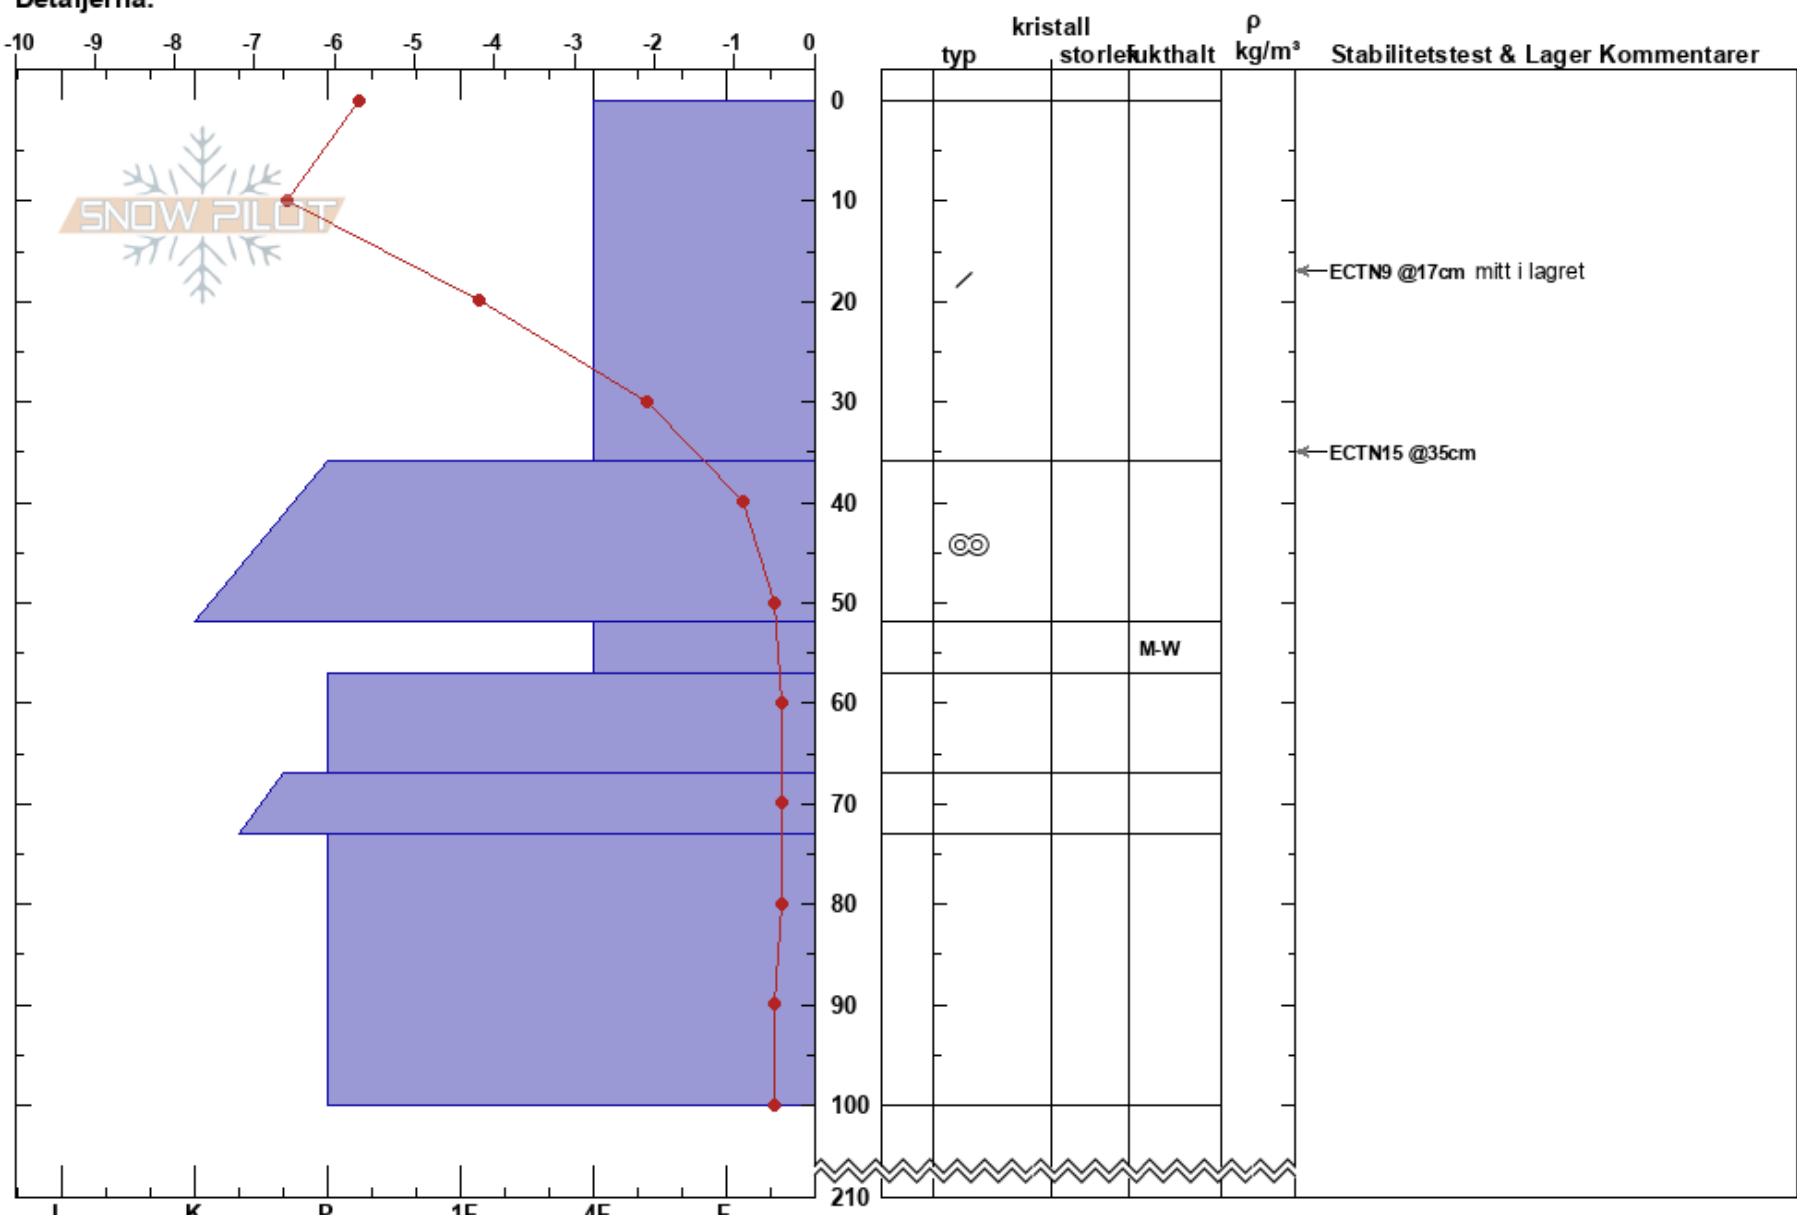 Detaljerna:
kristall
ρ
-10 -9 -8 -7 -6 -5 -4 -3 -2 -1 0
typ storlek fukthalt kg/m³ Stabilitetstest & Lager Kommentarer
0
SNOW PILOT
10
ECTN9 @17cm mitt i lagret
20
30
ECTN15 @35cm
40
50
M-W
60
70
80
90
100
210
I K P 1F 4F F